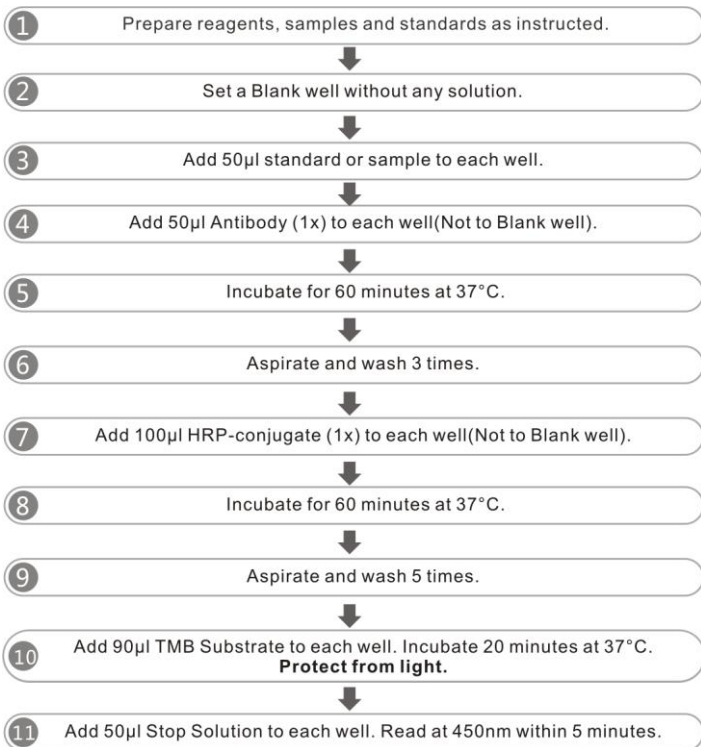 1 Prepare reagents, samples and standards as instructed.
2 Set a Blank well without any solution.
3 Add 50μl standard or sample to each well.
4 Add 50μl Antibody (1x) to each well(Not to Blank well).
5 Incubate for 60 minutes at 37°C.
6 Aspirate and wash 3 times.
7 Add 100μl HRP-conjugate (1x) to each well(Not to Blank well).
8 Incubate for 60 minutes at 37°C.
9 Aspirate and wash 5 times.
10 Add 90μl TMB Substrate to each well. Incubate 20 minutes at 37°C.
Protect from light.
11 Add 50μl Stop Solution to each well. Read at 450nm within 5 minutes.